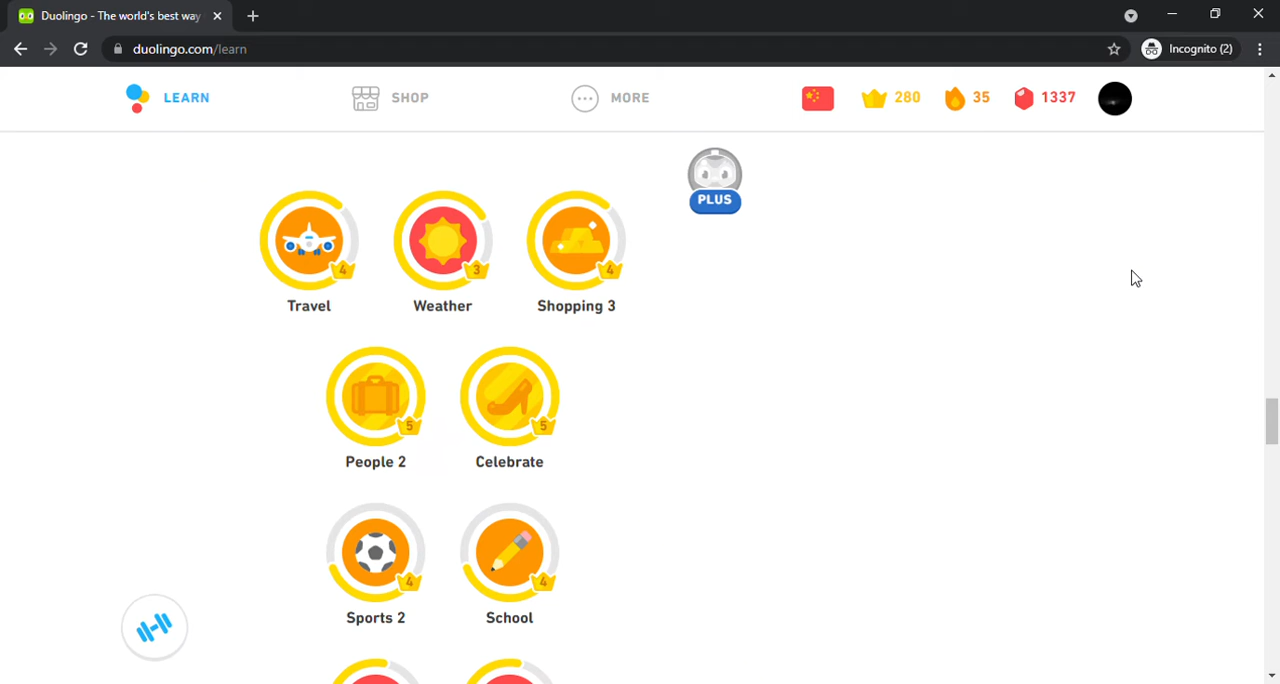 Duolingo - The world's best way
duolingo.com/learn
Incognito (2)
LEARN
SHOP
MORE
280
35
1337
PLUS
4
3
4
Travel
Weather
Shopping 3
5
5
People 2
Celebrate
4
4
Sports 2
School